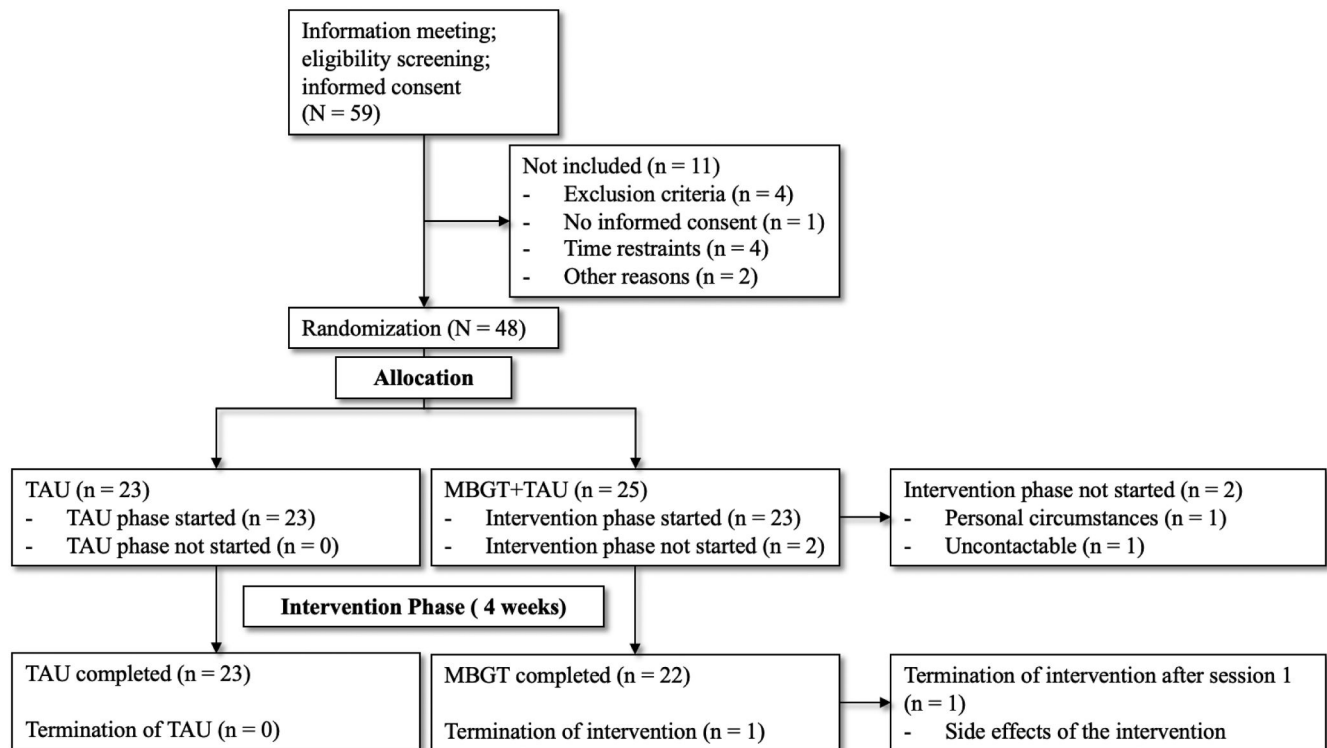 Information meeting;
eligibility screening;
informed consent
(N = 59)
Not included (n = 11)
- Exclusion criteria (n = 4)
- No informed consent (n = 1)
- Time restraints (n = 4)
- Other reasons (n = 2)
Randomization (N = 48)
Allocation
TAU (n = 23)
- TAU phase started (n = 23)
- TAU phase not started (n = 0)
MBGT+TAU (n = 25)
- Intervention phase started (n = 23)
- Intervention phase not started (n = 2)
Intervention phase not started (n = 2)
- Personal circumstances (n = 1)
- Uncontactable (n = 1)
Intervention Phase ( 4 weeks)
TAU completed (n = 23)
Termination of TAU (n = 0)
MBGT completed (n = 22)
Termination of intervention (n = 1)
Termination of intervention after session 1
(n = 1)
- Side effects of the intervention